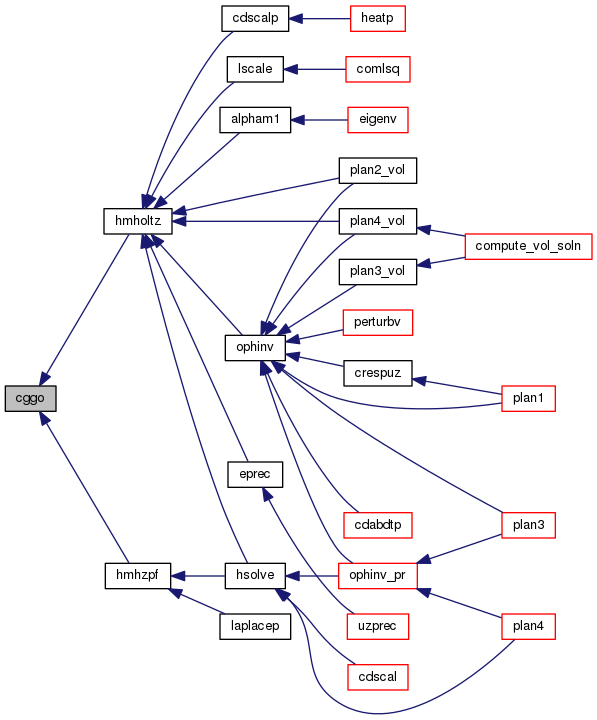 cdscalp
heatp
lscale
comlsq
alpham1
eigenv
plan2_vol
hmholtz
plan4_vol
compute_vol_soln
plan3_vol
perturbv
ophinv
crespuz
cggo
plan1
eprec
cdabdtp
plan3
hmhzpf
hsolve
ophinv_pr
laplacep
uzprec
plan4
cdscal